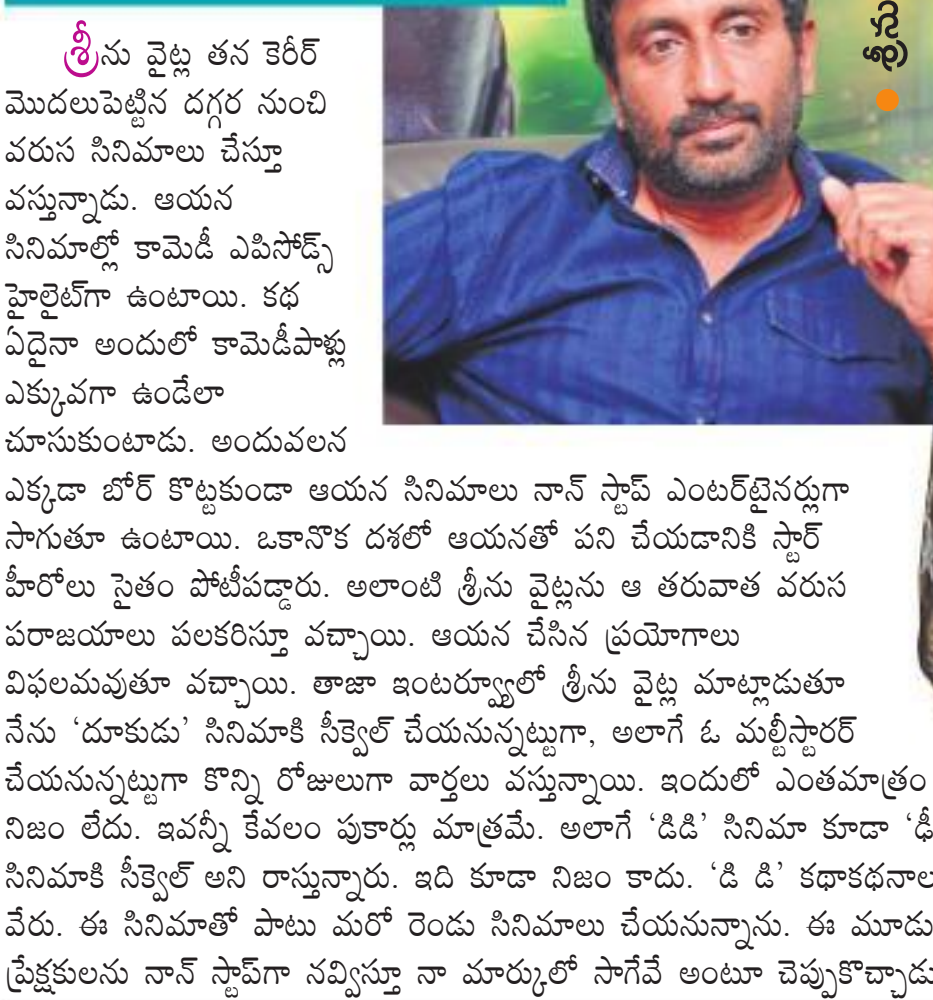 శ్రీను వైట్ల తన కెరీర్
మొదలుపెట్టిన దగ్గర నుంచి
వరుస సినిమాలు చేస్తూ
వస్తున్నాడు. ఆయన
సినిమాల్లో కామెడీ ఎపిసోడ్స్
హైలైట్‌గా ఉంటాయి. కథ
ఏదైనా అందులో కామెడీపాళ్లు
ఎక్కువగా ఉండేలా
చూసుకుంటాడు. అందువలన
ఎక్కడా బోర్ కొట్టకుండా ఆయన సినిమాలు నాన్ స్టాప్ ఎంటర్‌టైనర్లుగా
సాగుతూ ఉంటాయి. ఒకానొక దశలో ఆయనతో పని చేయడానికి స్టార్
హీరోలు సైతం పోటీపడ్డారు. అలాంటి శ్రీను వైట్లను ఆ తరువాత వరుస
పరాజయాలు పలకరిస్తూ వచ్చాయి. ఆయన చేసిన ప్రయోగాలు
విఫలమవుతూ వచ్చాయి. తాజా ఇంటర్వ్యూలో శ్రీను వైట్ల మాట్లాడుతూ
నేను ‘దూకుడు’ సినిమాకి సీక్వెల్ చేయనున్నట్టుగా, అలాగే ఓ మల్టీస్టారర్
చేయనున్నట్టుగా కొన్ని రోజులుగా వార్తలు వస్తున్నాయి. ఇందులో ఎంతమాత్రం
నిజం లేదు. ఇవన్నీ కేవలం పుకార్లు మాత్రమే. అలాగే ‘డిడి’ సినిమా కూడా ‘ఢీ
సినిమాకి సీక్వెల్ అని రాస్తున్నారు. ఇది కూడా నిజం కాదు. ‘డి డి’ కథాకథనాల
వేరు. ఈ సినిమాతో పాటు మరో రెండు సినిమాలు చేయనున్నాను. ఈ మూడు
ప్రేక్షకులను నాన్ స్టాప్‌గా నవ్విస్తూ నా మార్కులో సాగేవే అంటూ చెప్పుకొచ్చాడు